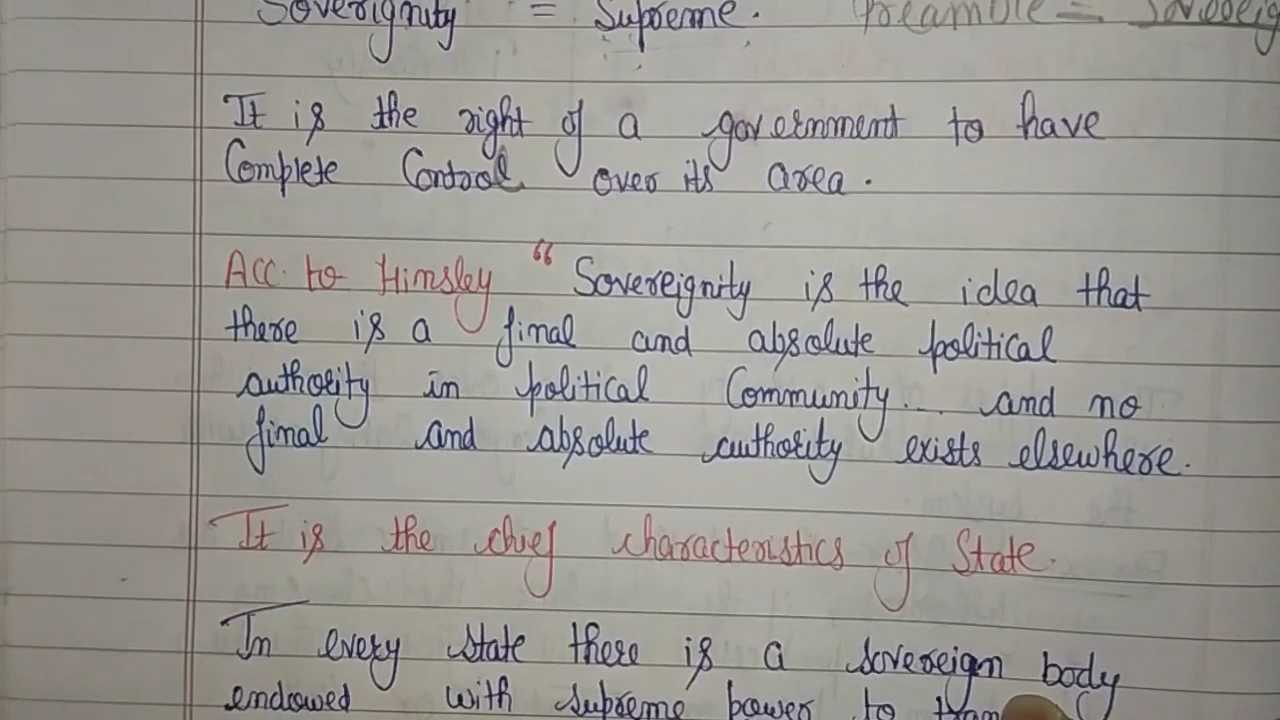 Soverignity = Supreme. Preamble =
It is the right of a government to have
Complete Control over its area.
Acc. to Himsley " Sovereignity is the idea that
there is a final and absolute political
authority in political Community... and no
final and absolute authority exists elsewhere.
It is the chief characteristics of State.
In every state there is a sovereign body
endowed with supreme power to